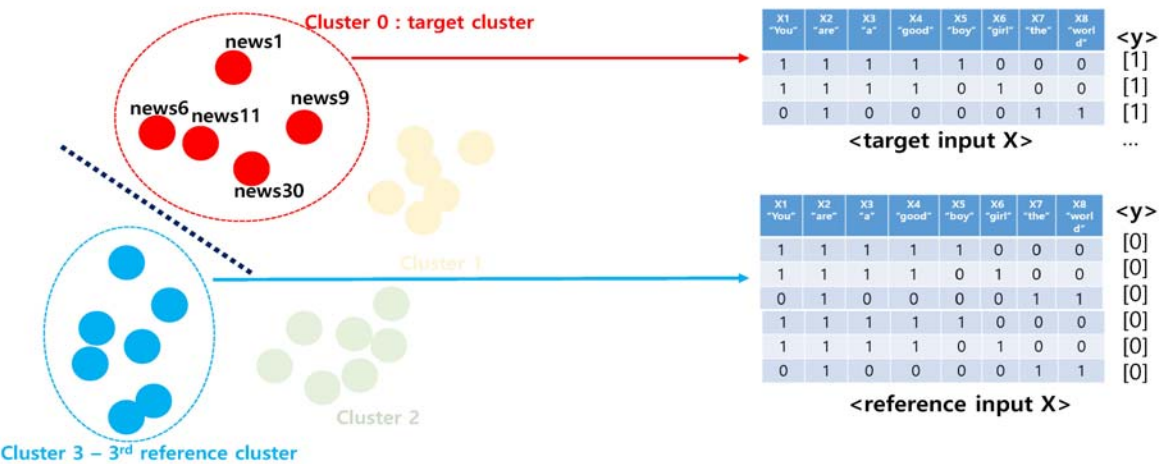 Cluster 0 : target cluster
news1
news6
news11
news9
news30
Cluster 1
Cluster 2
Cluster 3 – 3rd reference cluster
X1 X2 X3 X4 X5 X6 X7 X8
"You" "are" "a" "good" "boy" "girl" "the" "worl
d"
<y>
1 1 1 1 1 0 0 0 [1]
1 1 1 1 0 1 0 0 [1]
0 1 0 0 0 0 1 1 [1]
<target input X> ...
X1 X2 X3 X4 X5 X6 X7 X8
"You" "are" "a" "good" "boy" "girl" "the" "worl
d"
<y>
1 1 1 1 1 0 0 0 [0]
1 1 1 1 0 1 0 0 [0]
0 1 0 0 0 0 1 1 [0]
1 1 1 1 1 0 0 0 [0]
1 1 1 1 0 1 0 0 [0]
0 1 0 0 0 0 1 1 [0]
<reference input X>